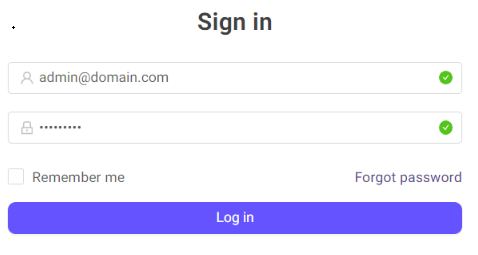 Sign in
admin@domain.com
•••••••••
Remember me
Forgot password
Log in